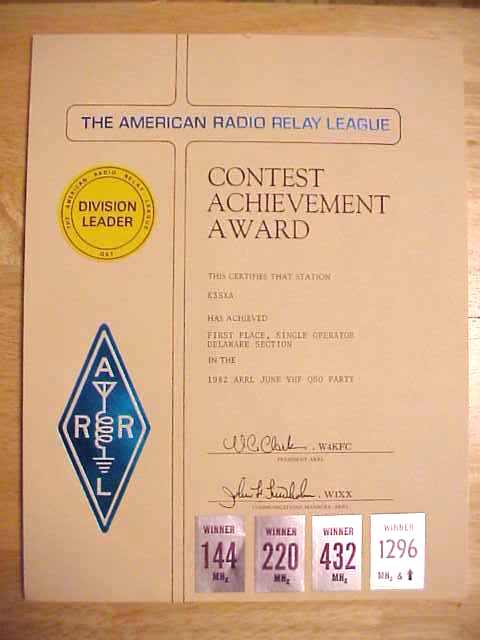 THE AMERICAN RADIO RELAY LEAGUE
THE AMERICAN RADIO RELAY LEAGUE
DIVISION
LEADER
QST
CONTEST
ACHIEVEMENT
AWARD
THIS CERTIFIES THAT STATION
K3SXA
HAS ACHIEVED
FIRST PLACE, SINGLE OPERATOR
DELAWARE SECTION
IN THE
1982 ARRL JUNE VHF QSO PARTY
A
R R
L
W4KFC
PRESIDENT ARRL
W1XX
COMMUNICATIONS MANAGER, ARRL
WINNER
144
MHz
WINNER
220
MHz
WINNER
432
MHz
WINNER
1296
MHz & ↑